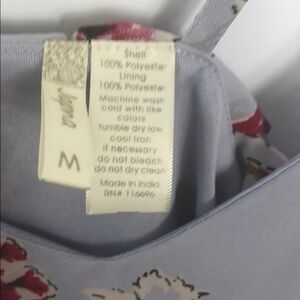 M
Shell
100% Polyester
Lining
100% Polyester
Machine wash
cold with like
colors
tumble dry low
cool iron
if necessary
do not bleach
do not dry clean
Made in India
RN# 116696